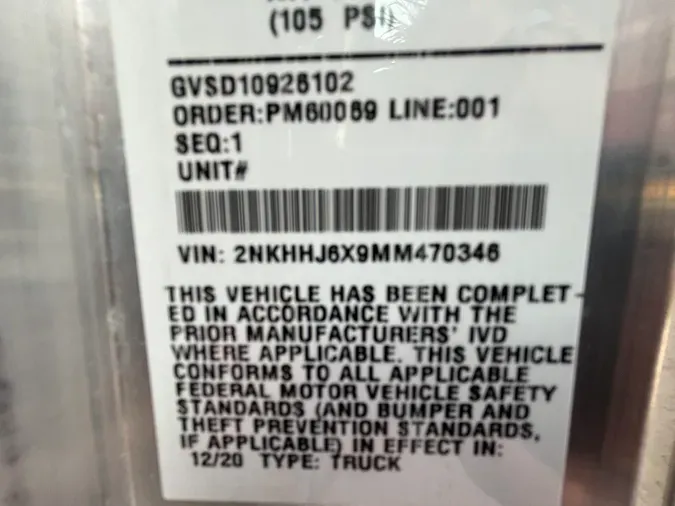 (105 PSI)
GVSD10926102
ORDER:PM60069 LINE:001
SEQ:1
UNIT#
VIN: 2NKHHJ6X9MM470346
THIS VEHICLE HAS BEEN COMPLET-
ED IN ACCORDANCE WITH THE
PRIOR MANUFACTURERS' IVD
WHERE APPLICABLE. THIS VEHICLE
CONFORMS TO ALL APPLICABLE
FEDERAL MOTOR VEHICLE SAFETY
STANDARDS (AND BUMPER AND
THEFT PREVENTION STANDARDS,
IF APPLICABLE) IN EFFECT IN:
12/20 TYPE: TRUCK